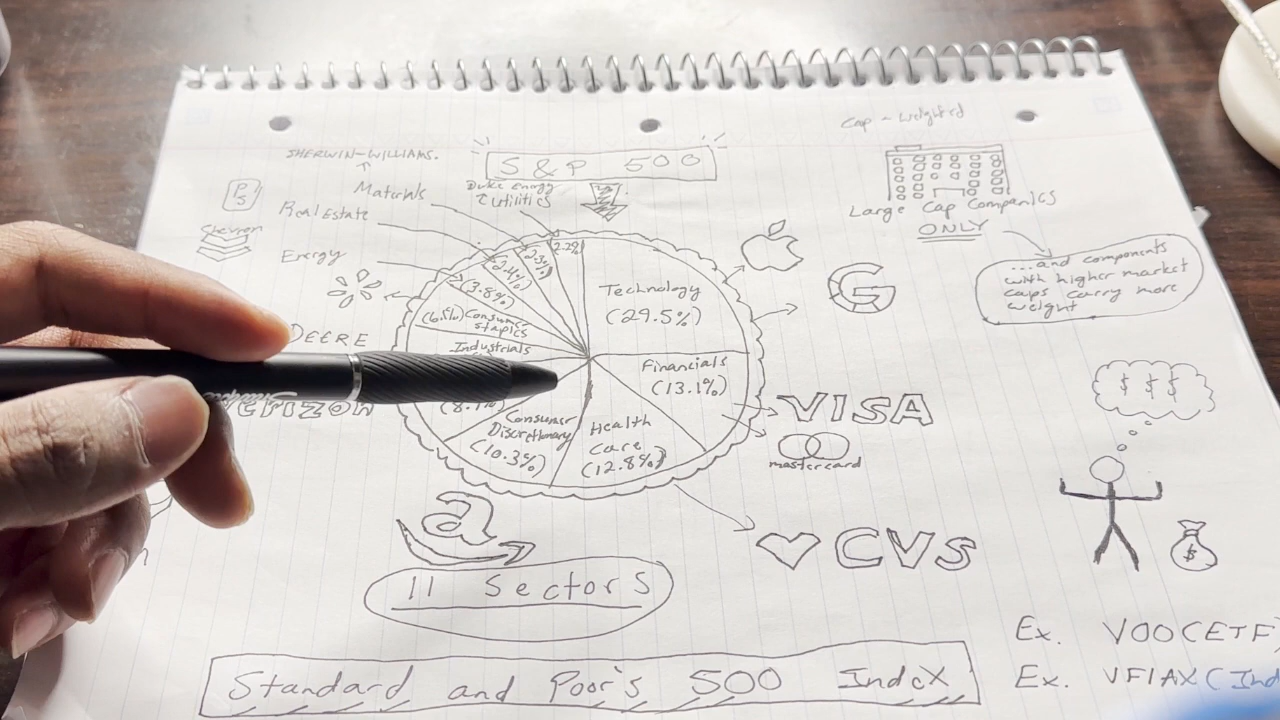 Cap - Weighted
SHERWIN-WILLIAMS.
S & P 500
Materials
Duke Energy
Utilities
PS
Real Estate
Large Cap Companies
ONLY
Chevron
Energy
2.2%
2.4%
(3.8%)
Technology
(29.5%)
G
...and components
with higher market
caps carry more
weight
Consumer
Staples
DEERE
Industrials
Financials
(13.1%)
$ $ $
VERIZON
VISA
Consumer
Discretionary
(10.3%)
Health
Care
(12.8%)
mastercard
a
CVS
$
11 Sectors
Ex. VOO(ETF)
Standard and Poor's 500 Index
Ex. VFIAX (Ind